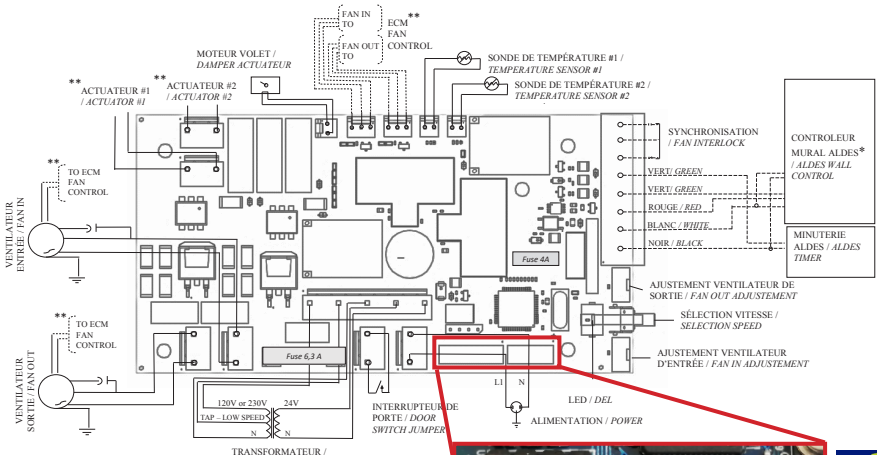 FAN IN
TO
ECM**
FAN
CONTROL
FAN OUT
TO
MOTEUR VOLET /
DAMPER ACTUATEUR
SONDE DE TEMPÉRATURE #1 /
TEMPERATURE SENSOR #1
SONDE DE TEMPÉRATURE #2 /
TEMPERATURE SENSOR #2
** ACTUATEUR #1
/ ACTUATOR #1
** ACTUATEUR #2
/ ACTUATOR #2
SYNCHRONISATION
/ FAN INTERLOCK
CONTROLEUR
MURAL ALDES*
/ ALDES WALL
CONTROL
** TO ECM
FAN
CONTROL
VENTILATEUR
ENTRÉE / FAN IN
VERT/ GREEN
VERT/ GREEN
ROUGE / RED
BLANC / WHITE
NOIR / BLACK
MINUTERIE
ALDES / ALDES
TIMER
Fuse 4A
AJUSTEMENT VENTILATEUR DE
SORTIE / FAN OUT ADJUSTEMENT
SÉLECTION VITESSE /
SELECTION SPEED
AJUSTEMENT VENTILATEUR
D'ENTRÉE / FAN IN ADJUSTEMENT
** TO ECM
FAN
CONTROL
VENTILATEUR
SORTIE / FAN OUT
Fuse 6,3 A
L1 N
LED / DEL
120V or 230V 24V
TAP – LOW SPEED
N N
INTERRUPTEUR DE
PORTE / DOOR
SWITCH JUMPER
ALIMENTATION / POWER
TRANSFORMATEUR /